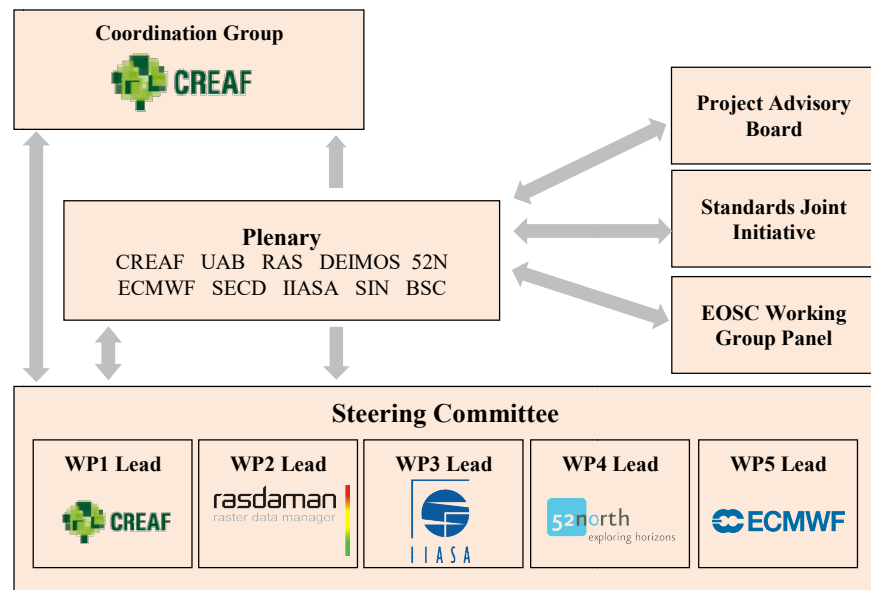 Coordination Group
CREAF
Project Advisory
Board
Standards Joint
Initiative
EOSC Working
Group Panel
Plenary
CREAF UAB RAS DEIMOS 52N
ECMWF SECD IIASA SIN BSC
Steering Committee
WP1 Lead
CREAF
WP2 Lead
rasdaman
raster data manager
WP3 Lead
IIASA
WP4 Lead
52north
exploring horizons
WP5 Lead
ECMWF